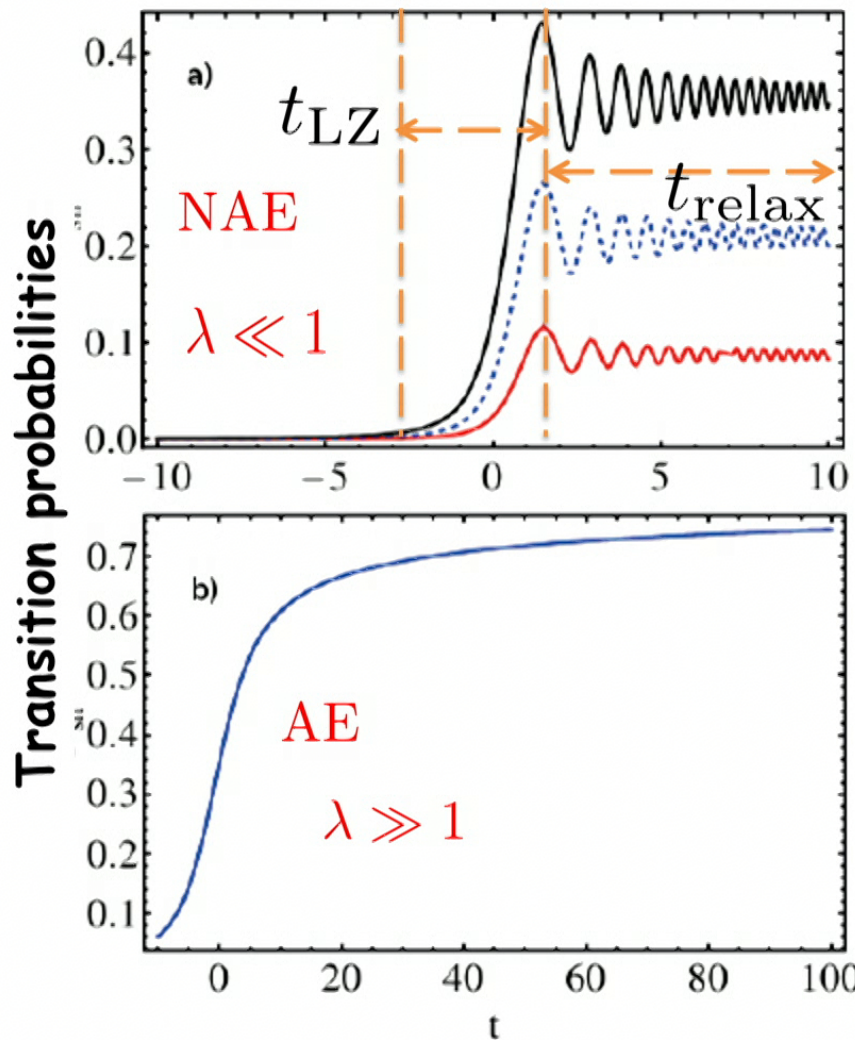 Transition probabilities
a)
0.4
0.3
0.2
0.1
0.0
t_LZ
t_relax
NAE
λ ≪ 1
−10 −5 0 5 10
b)
0.7
0.6
0.5
0.4
0.3
0.2
0.1
AE
λ ≫ 1
0 20 40 60 80 100
t